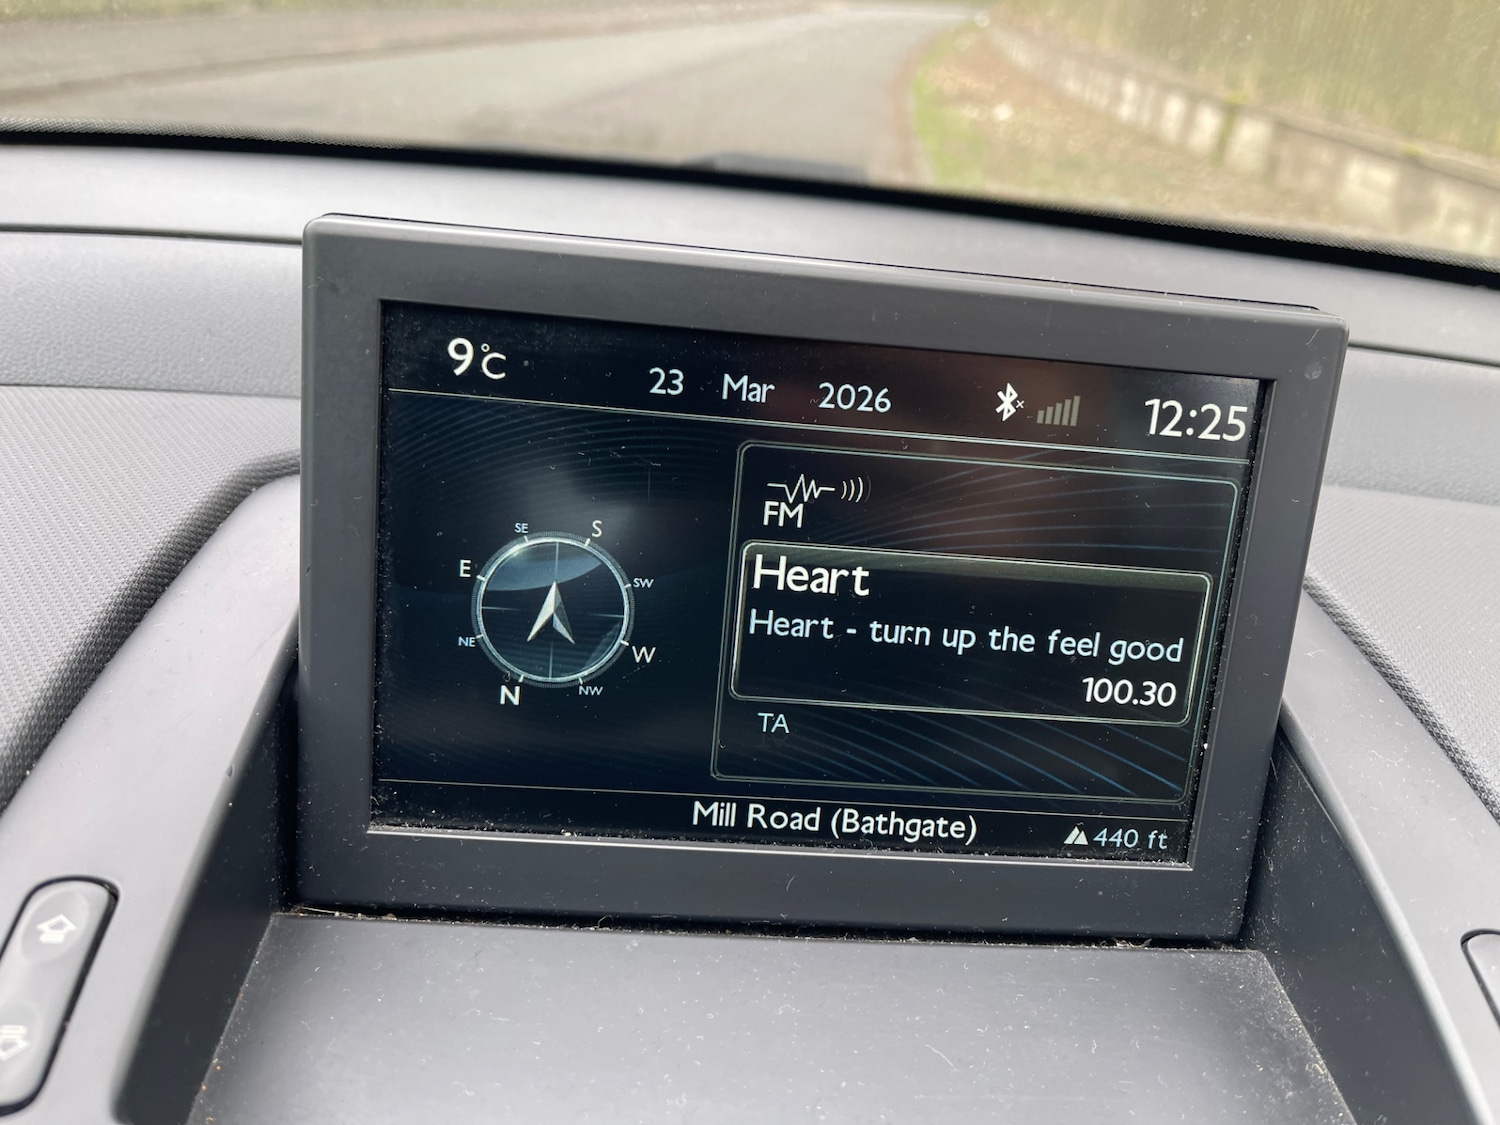 9°C 23 Mar 2026 12:25
FM
Heart
Heart - turn up the feel good
100.30
TA
SE S
E SW
NE W
N NW
Mill Road (Bathgate) 440 ft